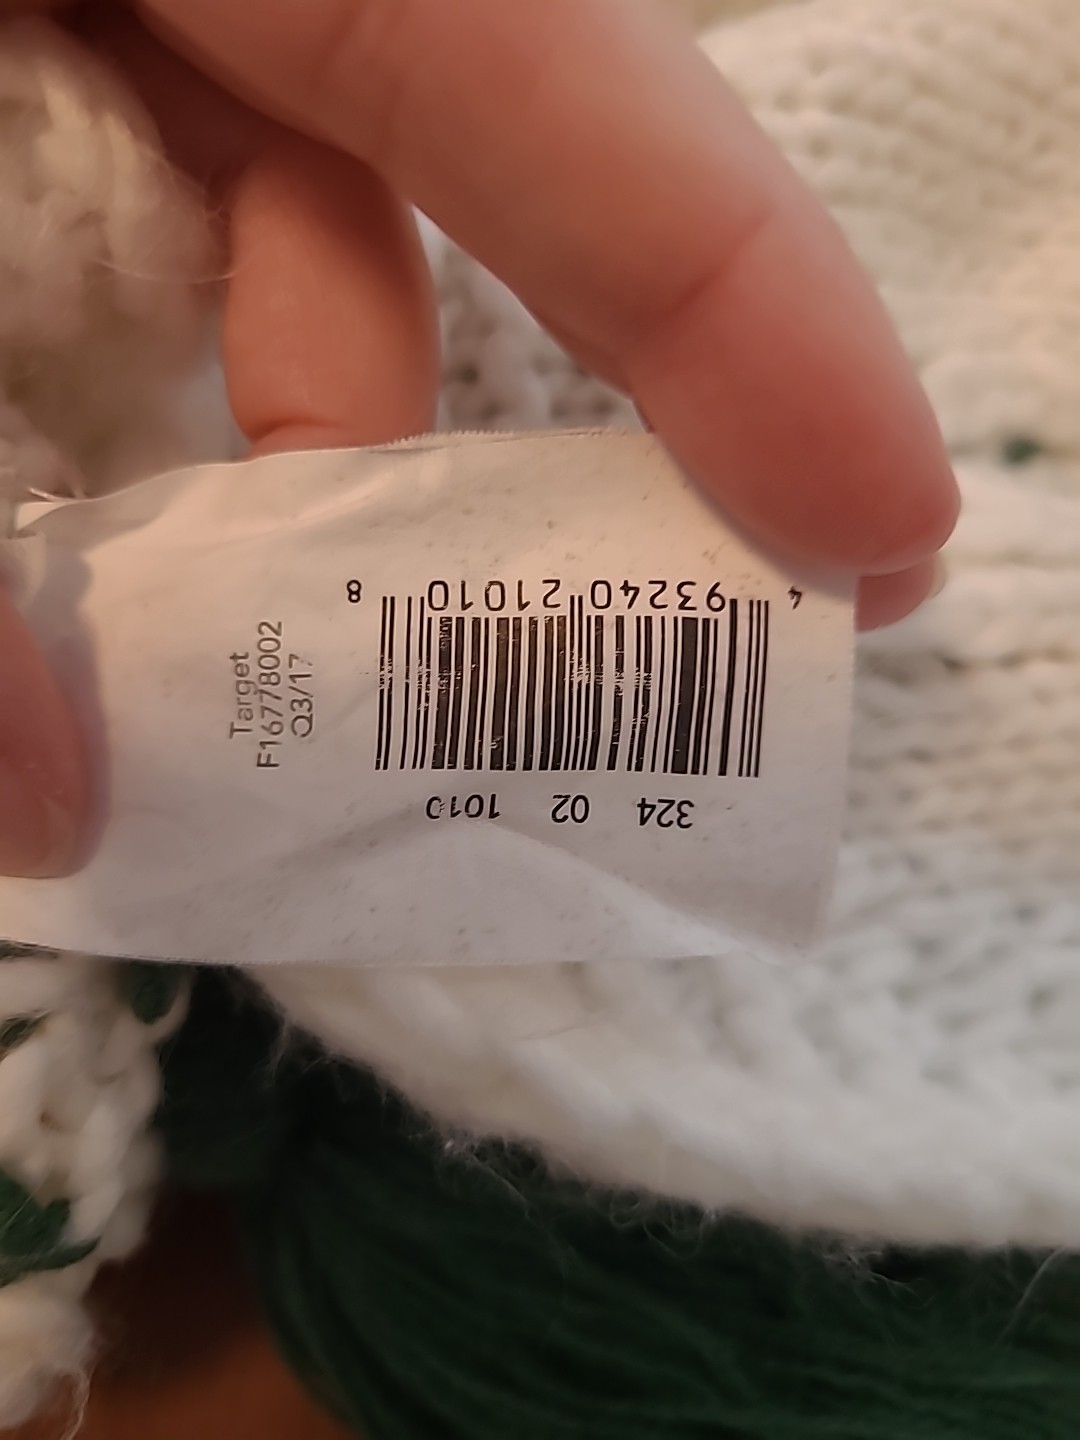 324 02 1010
4 93240 21010 8
Target
F16778002
Q3/17